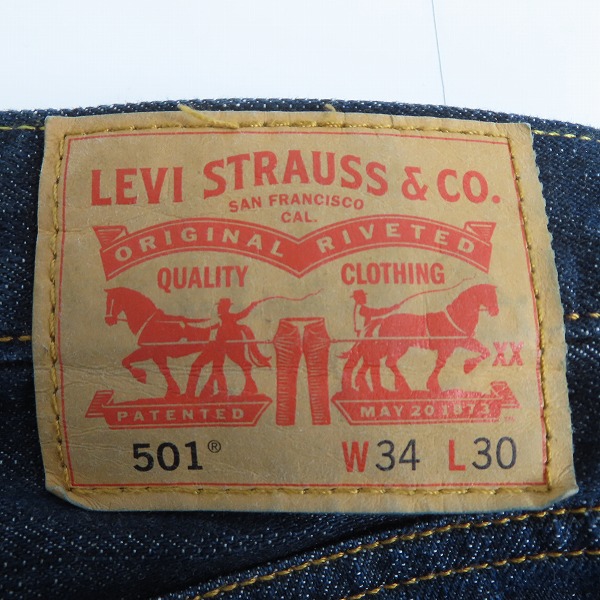 LEVI STRAUSS & CO.
SAN FRANCISCO
CAL.
ORIGINAL RIVETED
QUALITY CLOTHING
XX
PATENTED MAY 20 1873
501® W34 L30